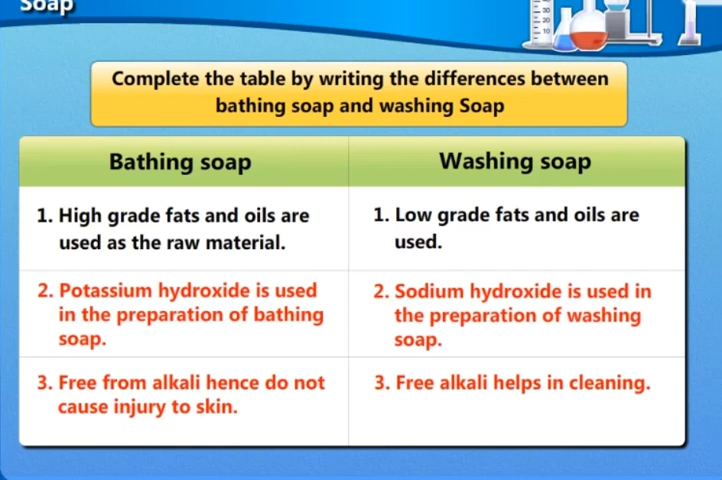 Soap
Complete the table by writing the differences between
bathing soap and washing Soap
Bathing soap
Washing soap
1. High grade fats and oils are
used as the raw material.
1. Low grade fats and oils are
used.
2. Potassium hydroxide is used
in the preparation of bathing
soap.
2. Sodium hydroxide is used in
the preparation of washing
soap.
3. Free from alkali hence do not
cause injury to skin.
3. Free alkali helps in cleaning.
30
20
10